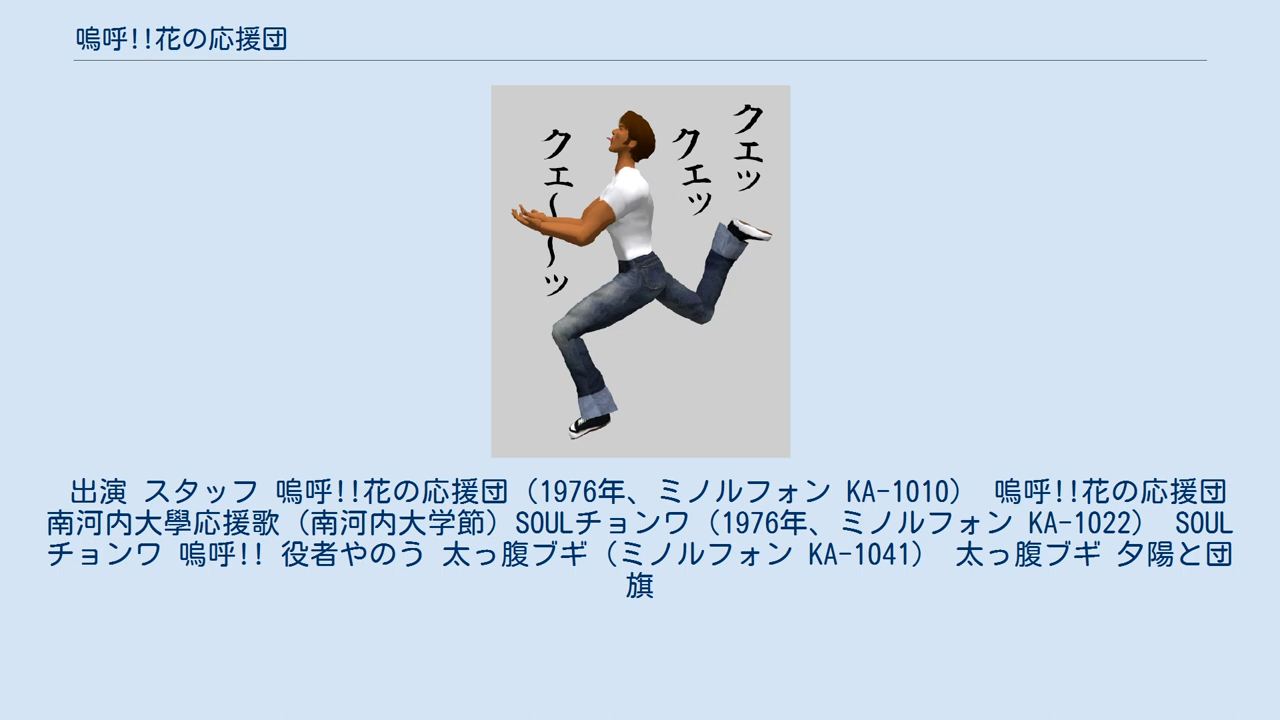 嗚呼!!花の応援団
クェッ
クェッ
クェ〜〜ッ
出演 スタッフ 嗚呼!!花の応援団（1976年、ミノルフォン KA-1010） 嗚呼!!花の応援団
南河内大學応援歌（南河内大学節）SOULチョンワ（1976年、ミノルフォン KA-1022） SOUL
チョンワ 嗚呼!! 役者やのう 太っ腹ブギ（ミノルフォン KA-1041） 太っ腹ブギ 夕陽と団
旗